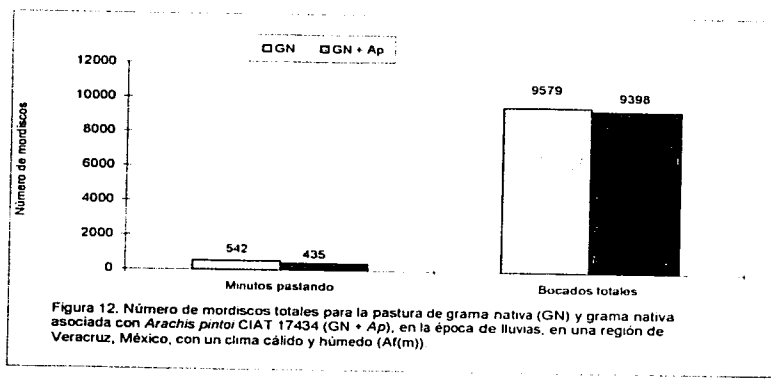 GN GN + Ap
12000
10000
8000
6000
4000
2000
0
Número de mordiscos
542 435
9579 9398
Minutos pastando Bocados totales
Figura 12. Número de mordiscos totales para la pastura de grama nativa (GN) y grama nativa
asociada con Arachis pintoi CIAT 17434 (GN + Ap), en la época de lluvias, en una región de
Veracruz, México, con un clima cálido y húmedo (Af(m))